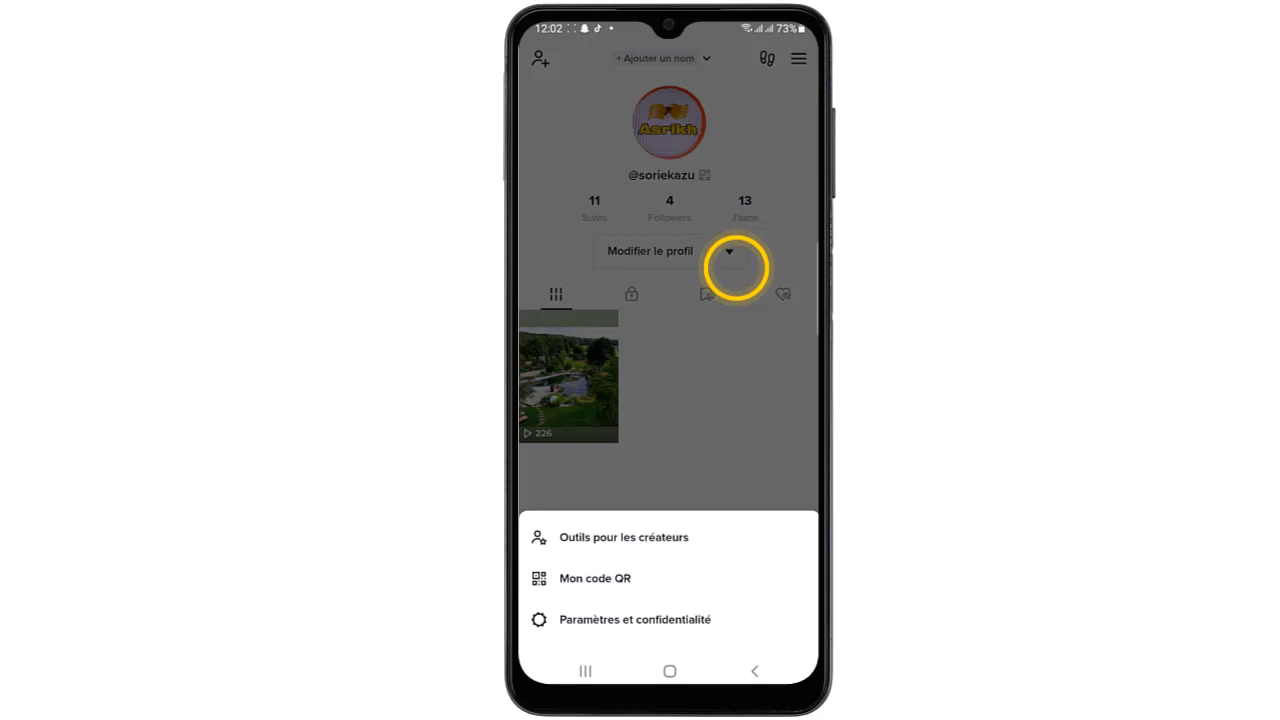 12:02 73%
+ Ajouter un nom
Asrikh
@soriekazu
11 4 13
Suivis Followers J'aime
Modifier le profil
226
Outils pour les créateurs
Mon code QR
Paramètres et confidentialité